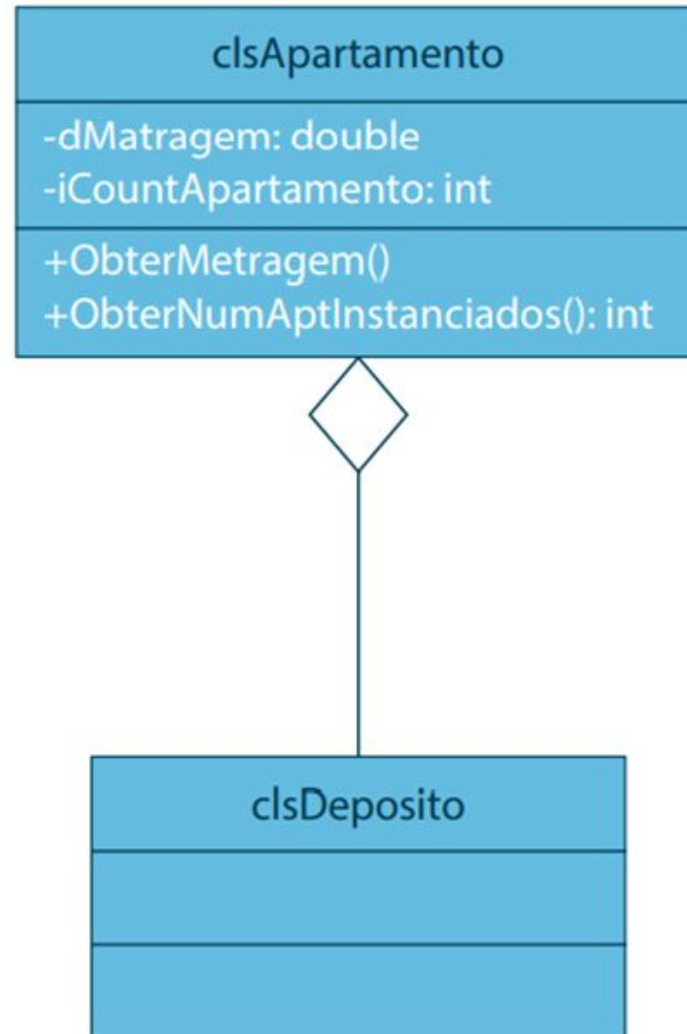 clsApartamento
-dMatragem: double
-iCountApartamento: int
+ObterMetragem()
+ObterNumAptInstanciados(): int
clsDeposito